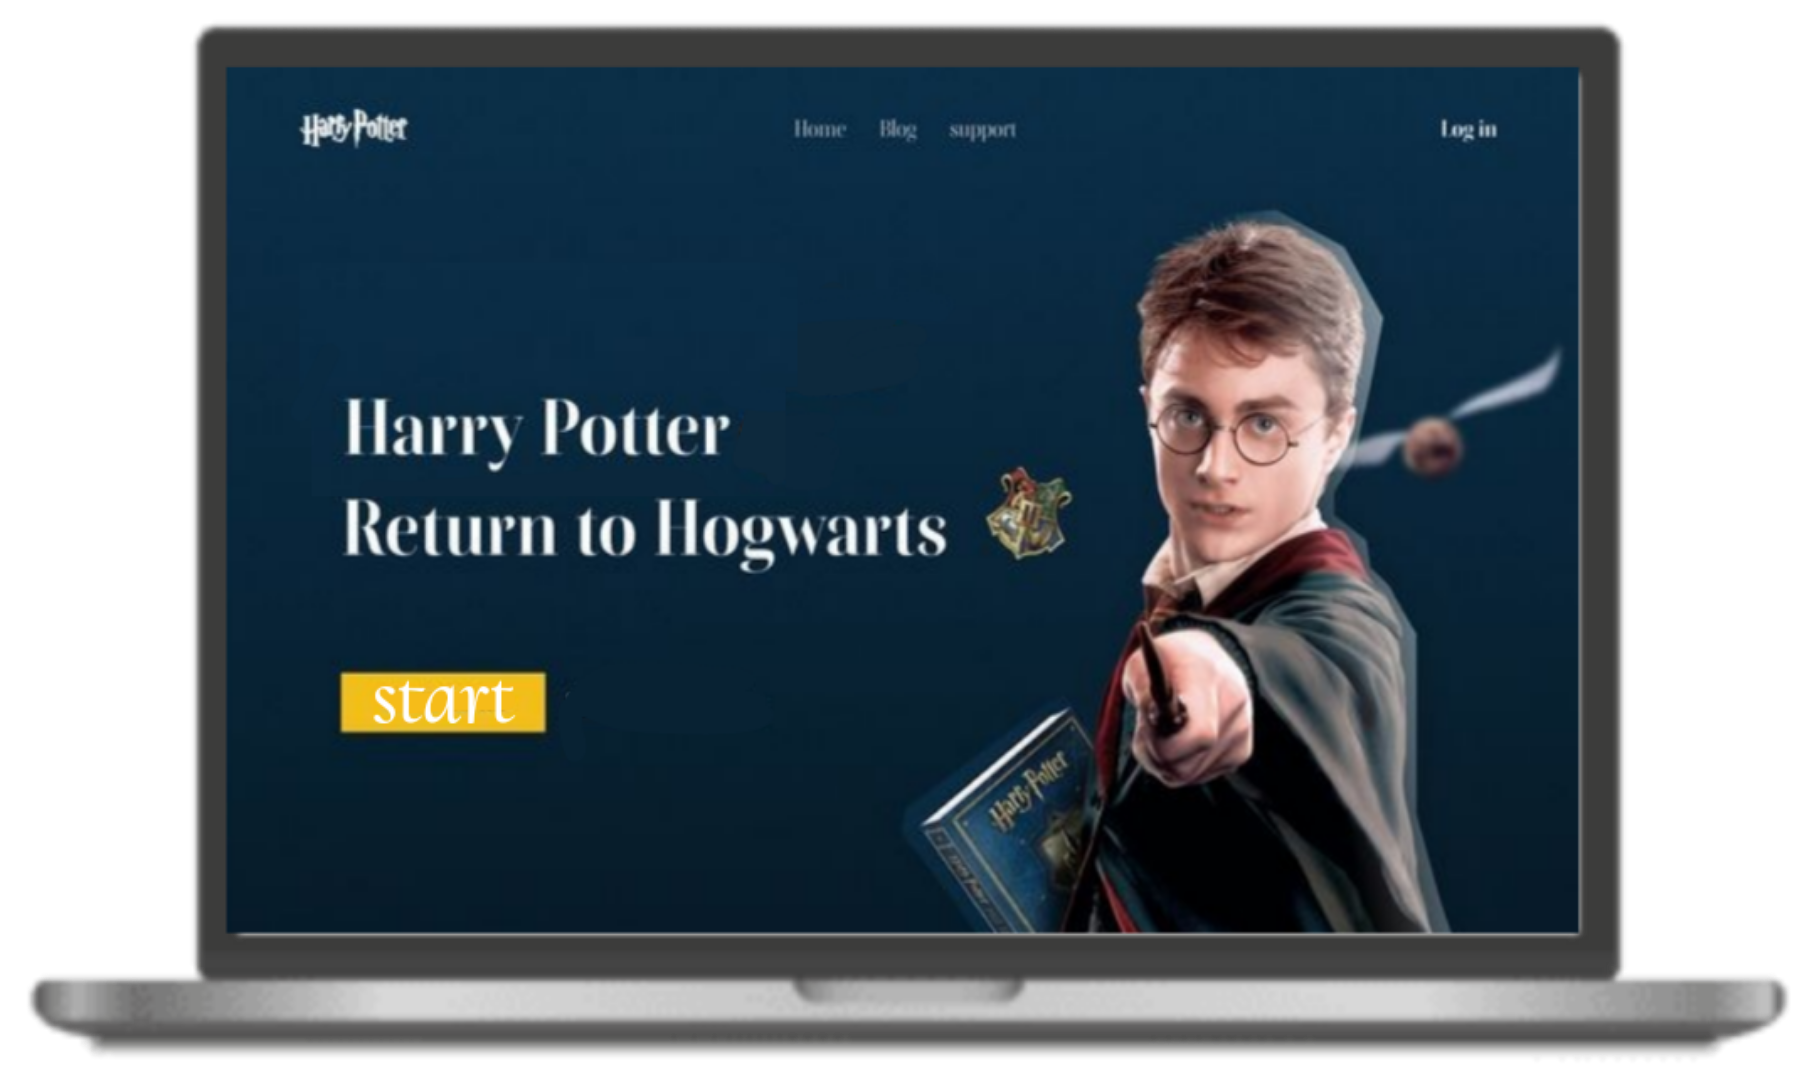 Harry Potter
Home Blog support
Log in
Harry Potter
Return to Hogwarts
start
Harry Potter